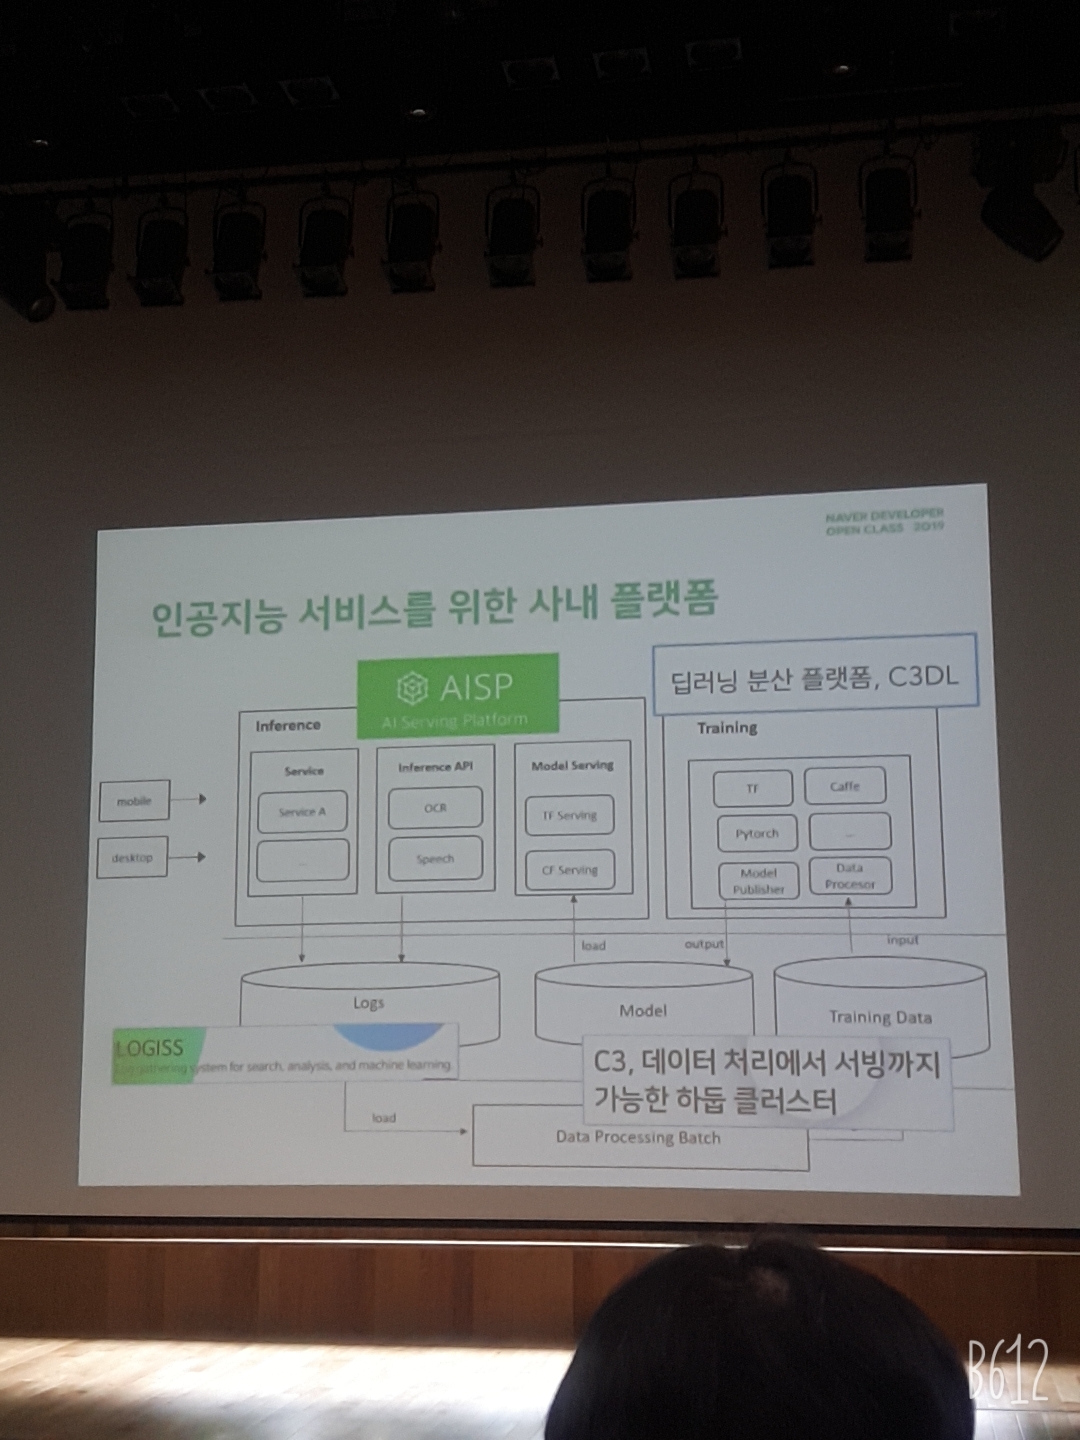 NAVER DEVELOPER
OPEN CLASS 2019
인공지능 서비스를 위한 사내 플랫폼
AISP
AI Serving Platform
딥러닝 분산 플랫폼, C3DL
Inference
Training
Service
Inference API
Model Serving
mobile
desktop
Service A
...
OCR
Speech
TF Serving
CF Serving
TF
Caffe
Pytorch
...
Model
Publisher
Data
Procesor
load
output
input
Logs
Model
Training Data
LOGISS
Log gathering system for search, analysis, and machine learning.
C3, 데이터 처리에서 서빙까지
가능한 하둡 클러스터
load
Data Processing Batch
B612